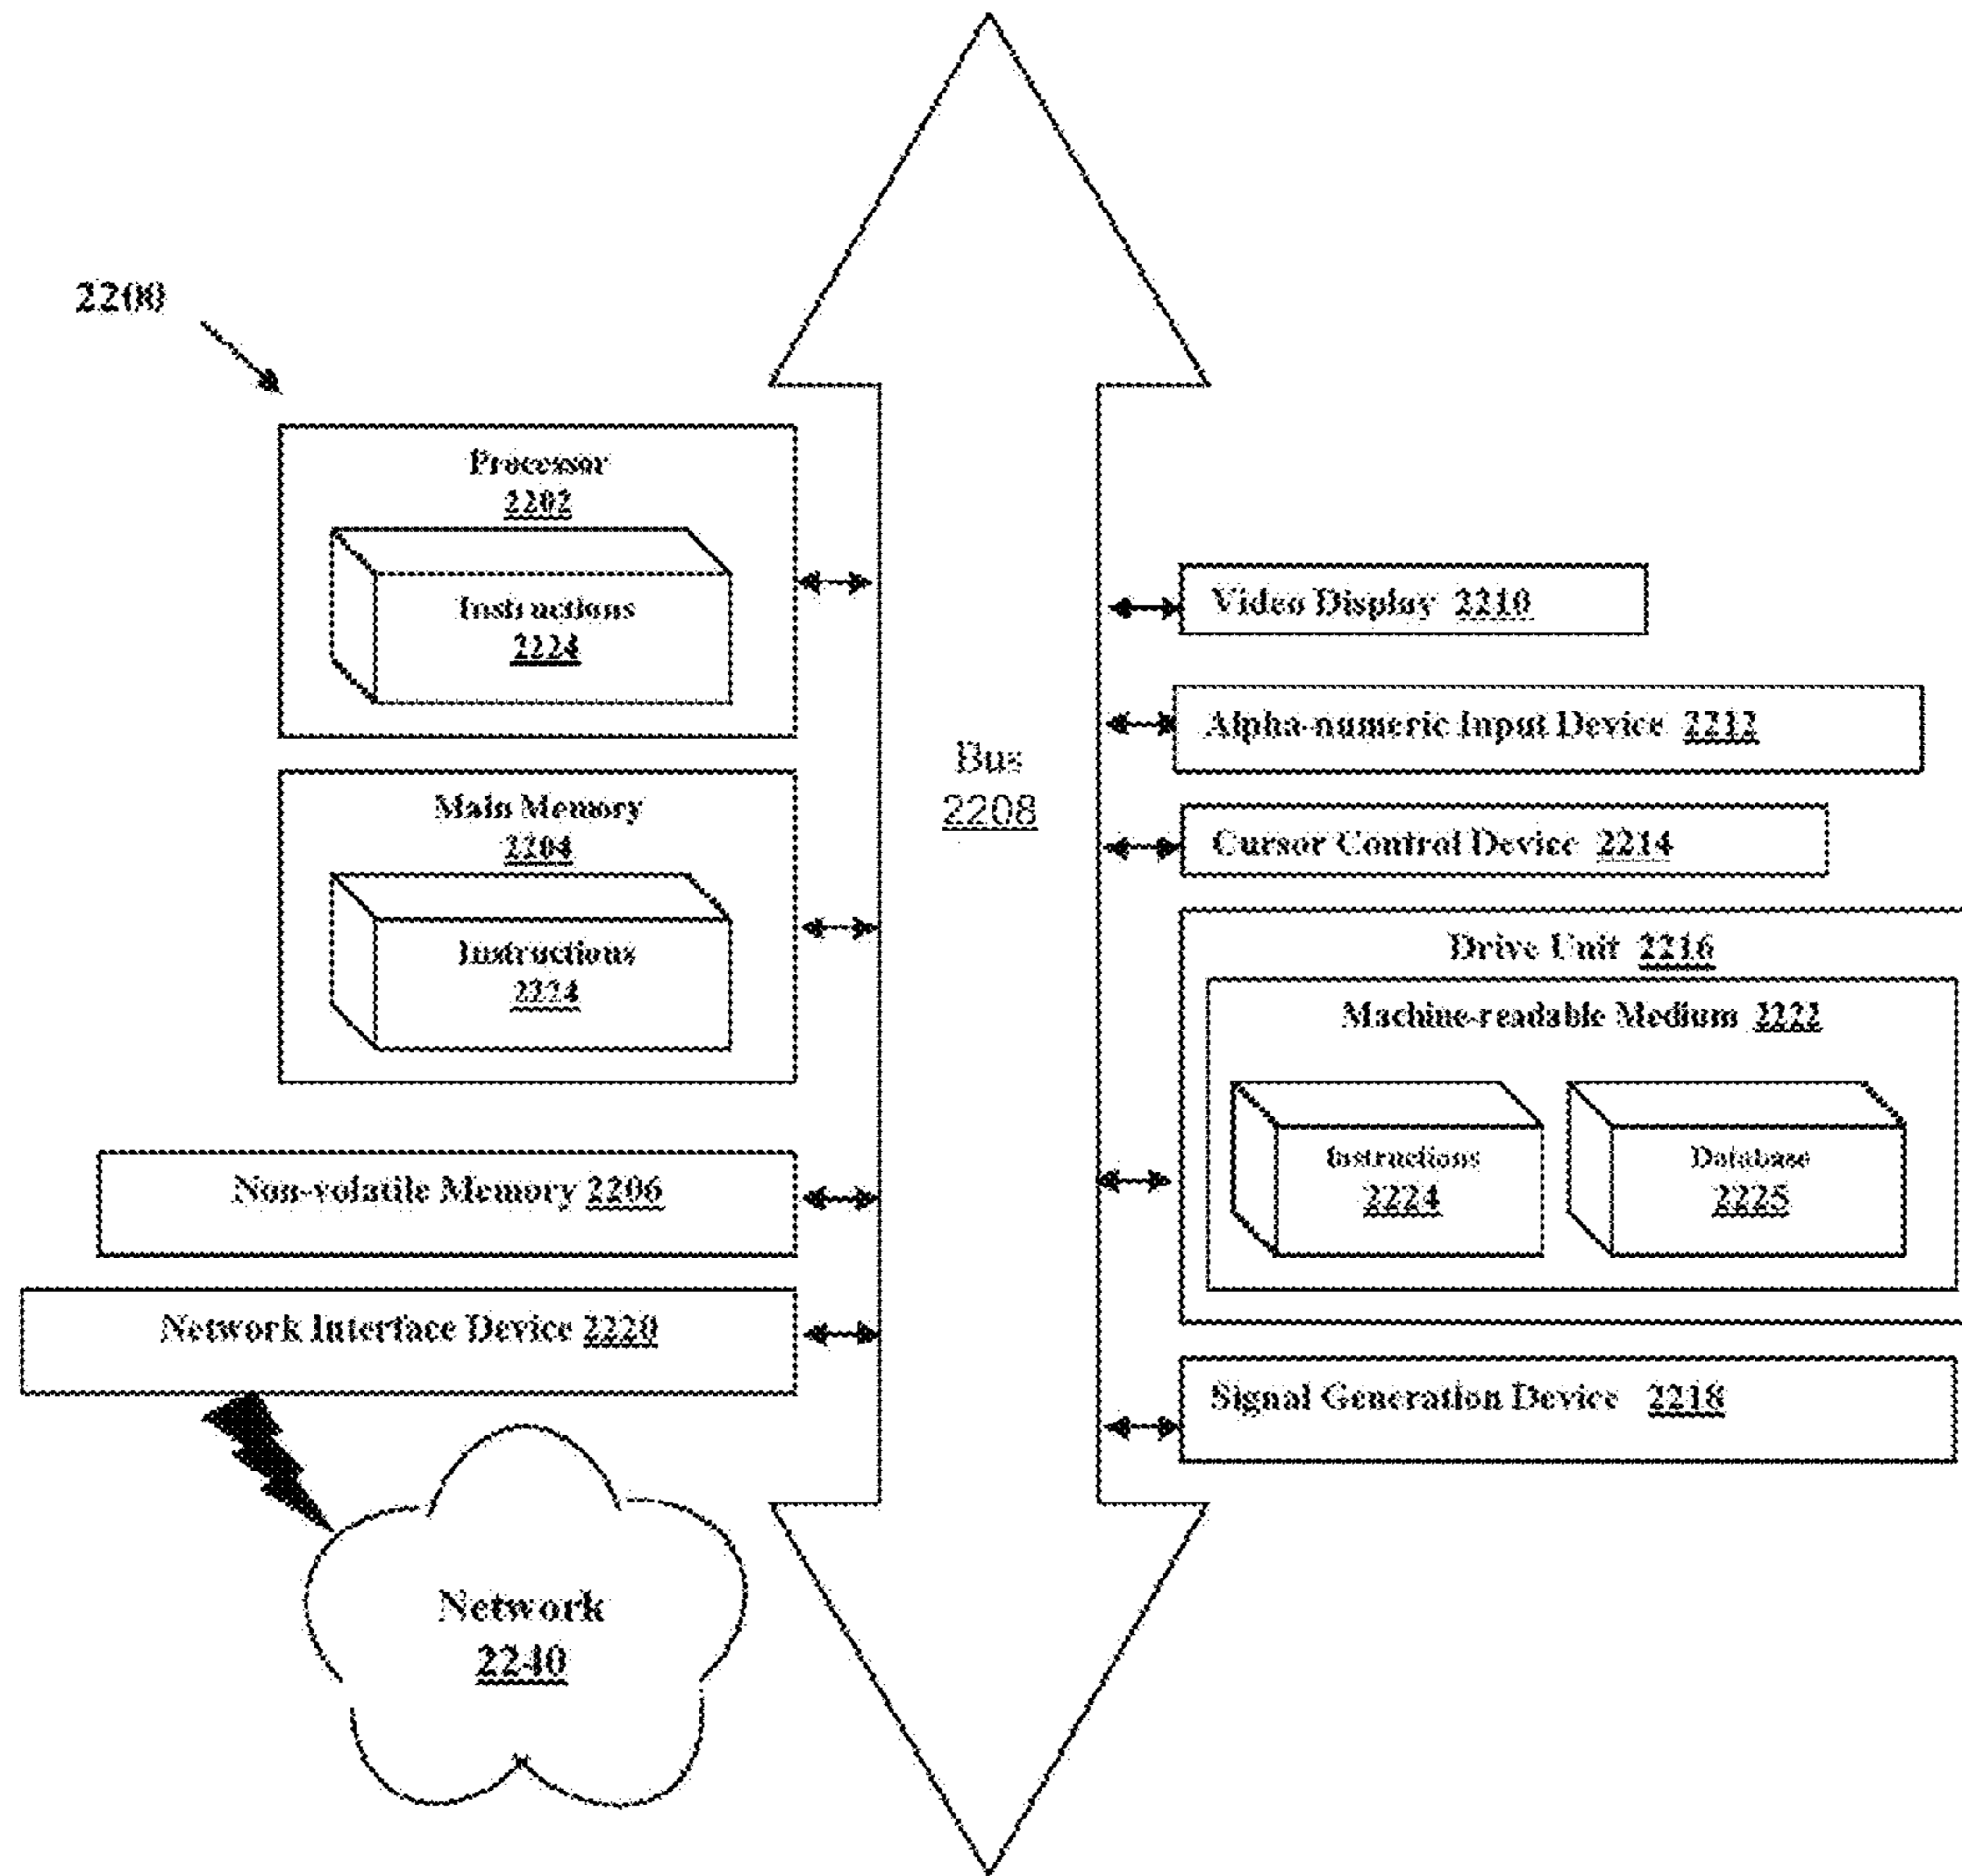 2200
Processor
2202
Instructions
2224
Main Memory
2204
Instructions
2224
Non-volatile Memory 2206
Network Interface Device 2220
Network
2240
Bus
2208
Video Display 2210
Alpha-numeric Input Device 2212
Cursor Control Device 2214
Drive Unit 2216
Machine-readable Medium 2222
Instructions
2224
Database
2225
Signal Generation Device 2218